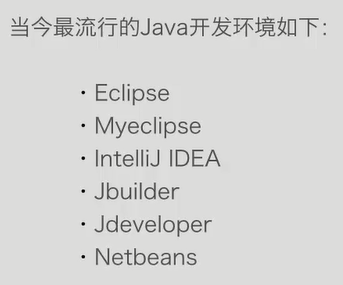 当今最流行的Java开发环境如下：
・Eclipse
・Myeclipse
・IntelliJ IDEA
・Jbuilder
・Jdeveloper
・Netbeans